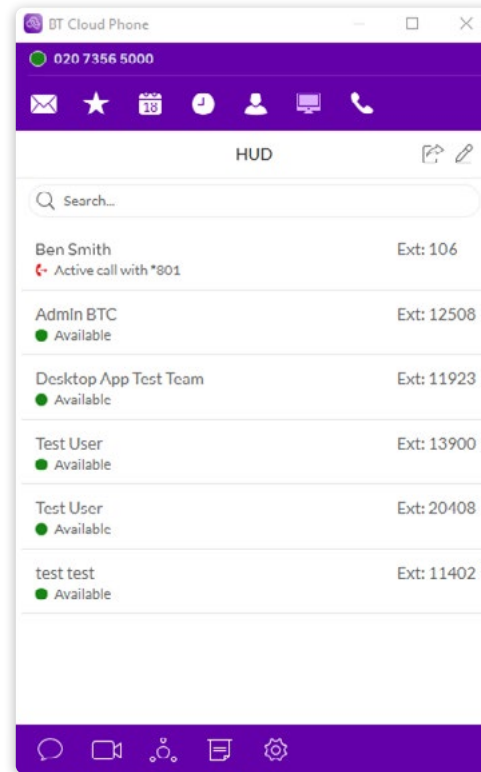 BT Cloud Phone
020 7356 5000
18
HUD
Search...
Ben Smith Ext: 106
Active call with *801
Admin BTC Ext: 12508
Available
Desktop App Test Team Ext: 11923
Available
Test User Ext: 13900
Available
Test User Ext: 20408
Available
test test Ext: 11402
Available